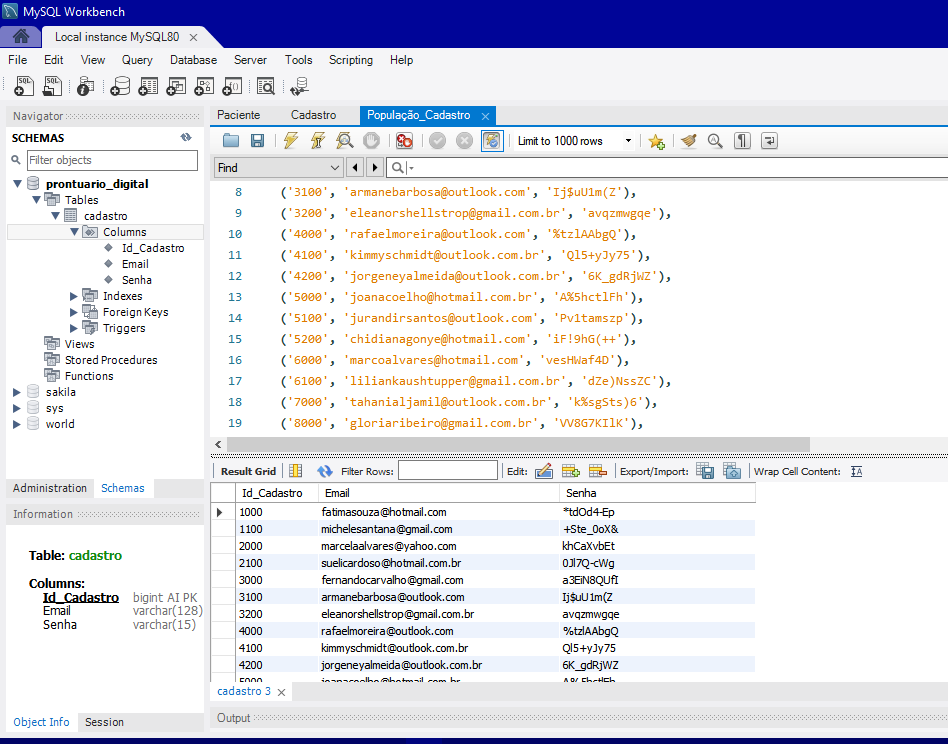 MySQL Workbench
Local instance MySQL80
File Edit View Query Database Server Tools Scripting Help
Navigator
SCHEMAS
Filter objects
prontuario_digital
Tables
cadastro
Columns
Id_Cadastro
Email
Senha
Indexes
Foreign Keys
Triggers
Views
Stored Procedures
Functions
sakila
sys
world
Administration Schemas
Information
Table: cadastro
Columns:
Id_Cadastro bigint AI PK
Email varchar(128)
Senha varchar(15)
Object Info Session
Paciente Cadastro População_Cadastro
Limit to 1000 rows
Find
8 ('3100', 'armanebarbosa@outlook.com', 'Ij$uU1m(Z'),
9 ('3200', 'eleanorshellstrop@gmail.com.br', 'avqzmwgqe'),
10 ('4000', 'rafaelmoreira@outlook.com', '%tzlAAbgQ'),
11 ('4100', 'kimmyschmidt@outlook.com.br', 'Ql5+yJy75'),
12 ('4200', 'jorgeneyalmeida@outlook.com.br', '6K_gdRjWZ'),
13 ('5000', 'joanacoelho@hotmail.com.br', 'A%5hctlFh'),
14 ('5100', 'jurandirsantos@outlook.com', 'Pv1tamszp'),
15 ('5200', 'chidianagonye@hotmail.com', 'iF!9hG(++'),
16 ('6000', 'marcoalvares@hotmail.com', 'vesHWaf4D'),
17 ('6100', 'liliankaushtupper@gmail.com.br', 'dZe)NssZC'),
18 ('7000', 'tahanialjamil@outlook.com', 'k%sgSts)6'),
19 ('8000', 'gloriaribeiro@gmail.com.br', 'VV8G7KIlK'),
Result Grid Filter Rows: Edit: Export/Import: Wrap Cell Content:
Id_Cadastro Email Senha
1000 fatimasouza@hotmail.com *tdOd4-Ep
1100 michelesantana@gmail.com +Ste_0oX&
2000 marcelaalvares@yahoo.com khCaXvbEt
2100 suelicardoso@hotmail.com.br 0Jl7Q-cWg
3000 fernandocarvalho@gmail.com a3EiN8QUfI
3100 armanebarbosa@outlook.com Ij$uU1m(Z
3200 eleanorshellstrop@gmail.com.br avqzmwgqe
4000 rafaelmoreira@outlook.com %tzlAAbgQ
4100 kimmyschmidt@outlook.com.br Ql5+yJy75
4200 jorgeneyalmeida@outlook.com.br 6K_gdRjWZ
5000 joanacoelho@hotmail.com.br A%5hctlFh
cadastro 3
Output